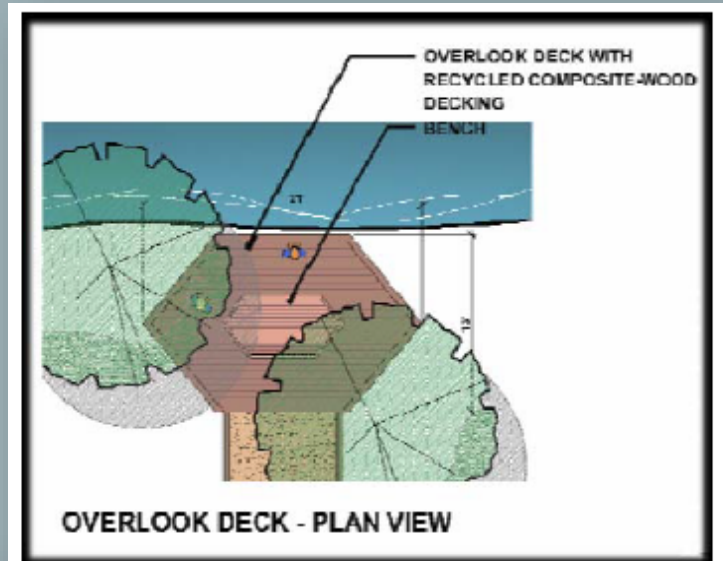 OVERLOOK DECK WITH
RECYCLED COMPOSITE-WOOD
DECKING
BENCH
OVERLOOK DECK - PLAN VIEW